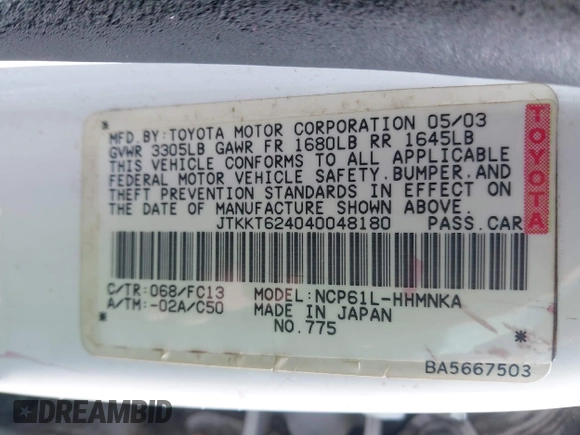 MFD.BY:TOYOTA MOTOR CORPORATION 05/03
GVWR 3305LB GAWR FR 1680LB RR 1645LB
THIS VEHICLE CONFORMS TO ALL APPLICABLE
FEDERAL MOTOR VEHICLE SAFETY.BUMPER.AND
THEFT PREVENTION STANDARDS IN EFFECT ON
THE DATE OF MANUFACTURE SHOWN ABOVE.
JTKKT624040048180 PASS.CAR
TOYOTA
C/TR:068/FC13 MODEL:NCP61L-HHMNKA
A/TM:-02A/C50 MADE IN JAPAN
NO.775
BA5667503
DREAMBID